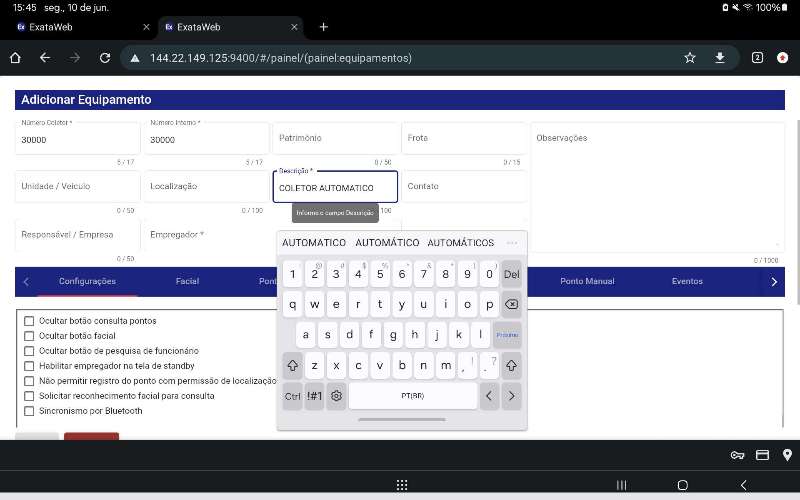 15:45 seg., 10 de jun. 100%
Ex ExataWeb
Ex ExataWeb
144.22.149.125:9400/#/painel/(painel:equipamentos)
2
Adicionar Equipamento
Número Coletor *
30000
5 / 17
Número Interno *
30000
5 / 17
Patrimônio
0 / 50
Frota
0 / 15
Observações
0 / 1000
Unidade / Veículo
0 / 50
Localização
0 / 100
Descrição *
COLETOR AUTOMATICO
Informe o campo Descrição
100
Contato
Responsável / Empresa
0 / 50
Empregador *
Configurações
Facial
Pont
Ponto Manual
Eventos
Ocultar botão consulta pontos
Ocultar botão facial
Ocultar botão de pesquisa de funcionário
Habilitar empregador na tela de standby
Não permitir registro do ponto com permissão de localização
Solicitar reconhecimento facial para consulta
Sincronismo por Bluetooth
AUTOMATICO AUTOMÁTICO AUTOMÁTICOS ...
1 2 3 4 5 6 7 8 9 0 Del
q w e r t y u i o p
a s d f g h j k l Próximo
z x c v b n m , ! . ?
Ctrl !#1 PT(BR)